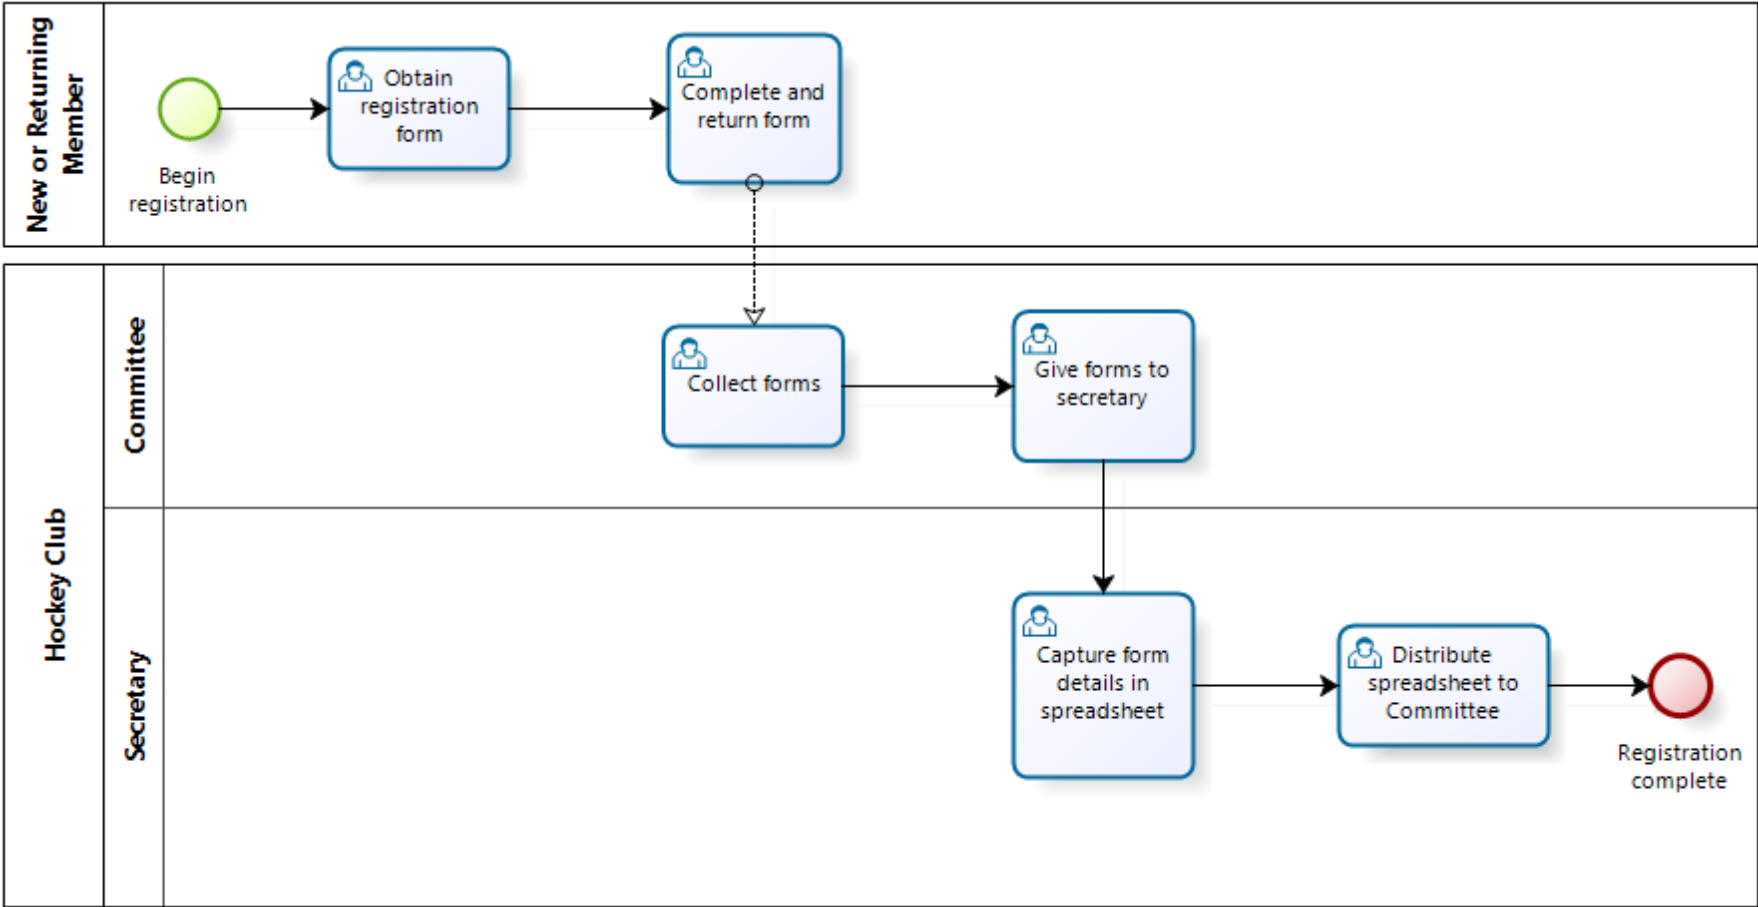 New or Returning
Member
Begin
registration
Obtain
registration
form
Complete and
return form
Hockey Club
Committee
Collect forms
Give forms to
secretary
Secretary
Capture form
details in
spreadsheet
Distribute
spreadsheet to
Committee
Registration
complete